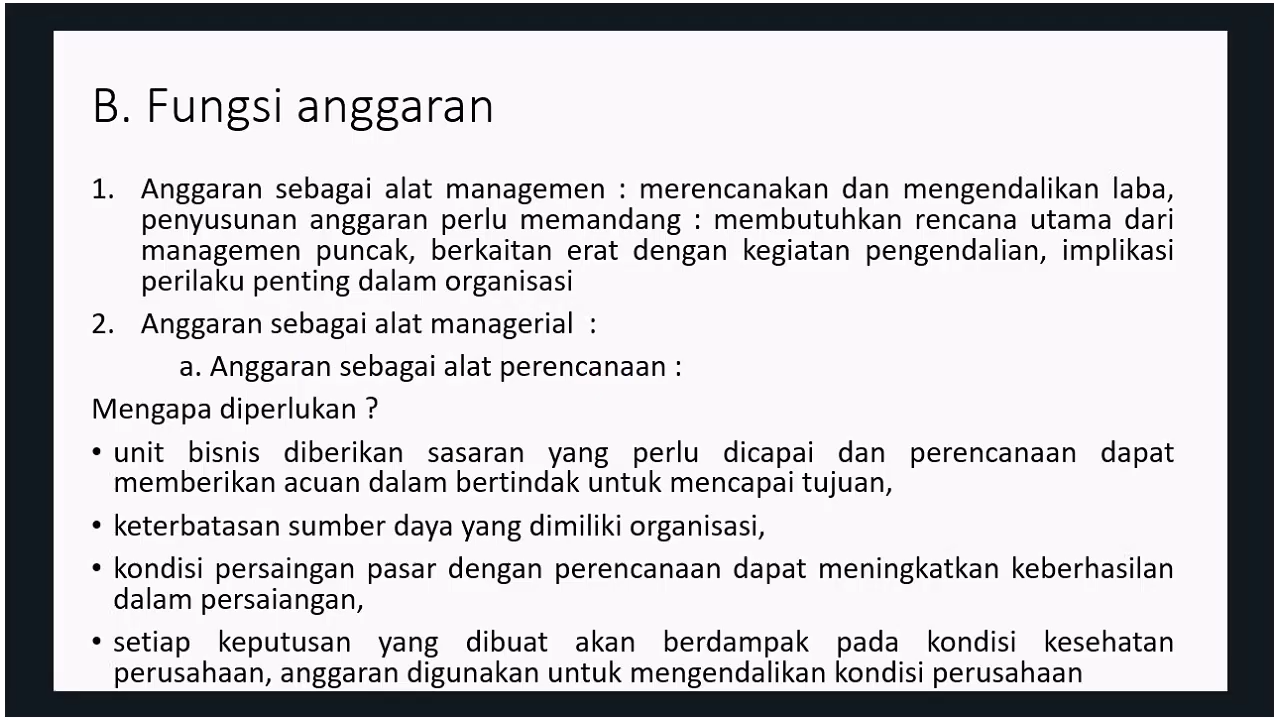 B. Fungsi anggaran
1. Anggaran sebagai alat managemen : merencanakan dan mengendalikan laba,
penyusunan anggaran perlu memandang : membutuhkan rencana utama dari
managemen puncak, berkaitan erat dengan kegiatan pengendalian, implikasi
perilaku penting dalam organisasi
2. Anggaran sebagai alat managerial :
a. Anggaran sebagai alat perencanaan :
Mengapa diperlukan ?
• unit bisnis diberikan sasaran yang perlu dicapai dan perencanaan dapat
memberikan acuan dalam bertindak untuk mencapai tujuan,
• keterbatasan sumber daya yang dimiliki organisasi,
• kondisi persaingan pasar dengan perencanaan dapat meningkatkan keberhasilan
dalam persaiangan,
• setiap keputusan yang dibuat akan berdampak pada kondisi kesehatan
perusahaan, anggaran digunakan untuk mengendalikan kondisi perusahaan